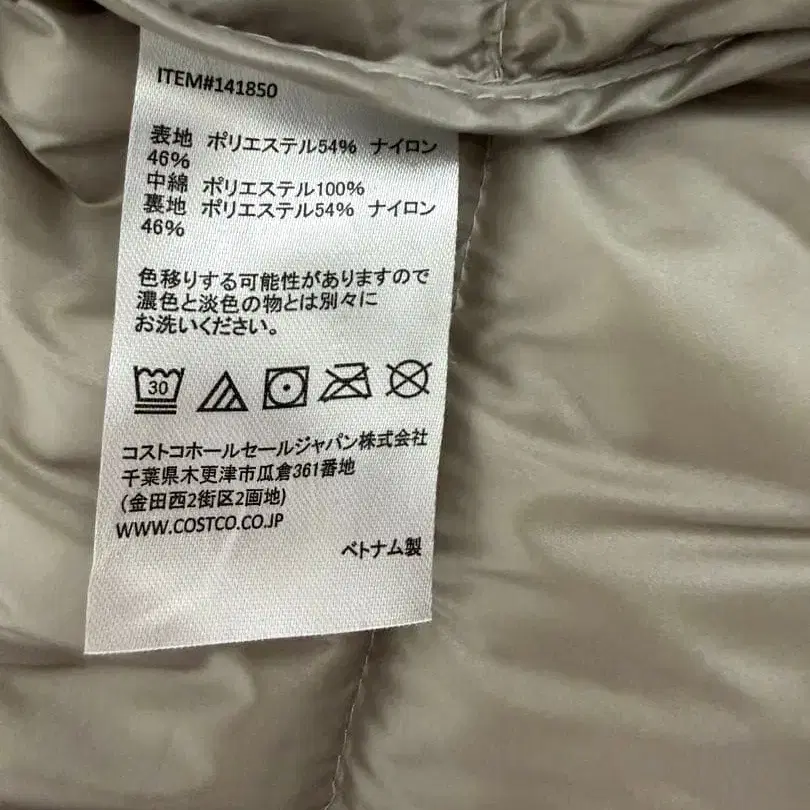 ITEM#141850
表地 ポリエステル54% ナイロン
46%
中綿 ポリエステル100%
裏地 ポリエステル54% ナイロン
46%
色移りする可能性がありますので
濃色と淡色の物とは別々に
お洗いください。
30
コストコホールセールジャパン株式会社
千葉県木更津市瓜倉361番地
(金田西2街区2画地)
WWW.COSTCO.CO.JP
ベトナム製